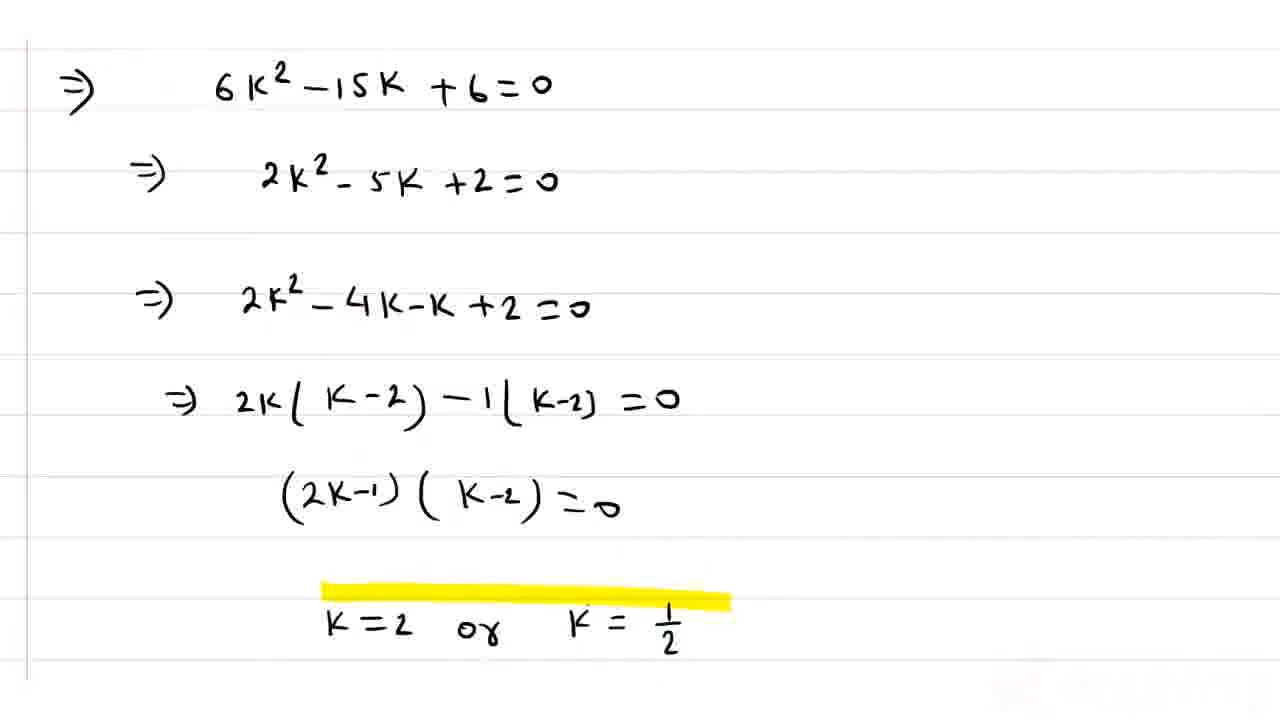 ⇒ 6K² - 15K + 6 = 0
⇒ 2K² - 5K + 2 = 0
⇒ 2K² - 4K - K + 2 = 0
⇒ 2K( K - 2) - 1( K-2) = 0
(2K-1) ( K-2) = 0
K = 2 or K = 1/2